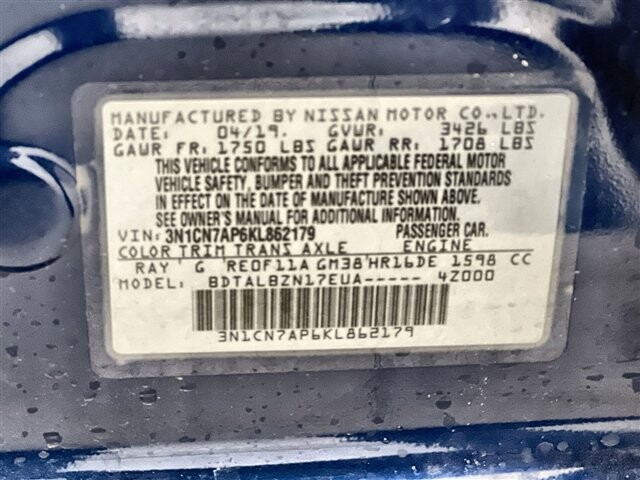 MANUFACTURED BY NISSAN MOTOR CO.,LTD.
DATE: 04/19. GVWR: 3426 LBS
GAWR FR: 1750 LBS GAWR RR: 1708 LBS
THIS VEHICLE CONFORMS TO ALL APPLICABLE FEDERAL MOTOR
VEHICLE SAFETY, BUMPER AND THEFT PREVENTION STANDARDS
IN EFFECT ON THE DATE OF MANUFACTURE SHOWN ABOVE.
SEE OWNER'S MANUAL FOR ADDITIONAL INFORMATION.
VIN: 3N1CN7AP6KL862179 PASSENGER CAR.
COLOR TRIM TRANS AXLE ENGINE
RAY G RE0F11A GM38 HR16DE 1598 CC
MODEL: BDTALBZN17EUA----- 4Z000
3N1CN7AP6KL862179